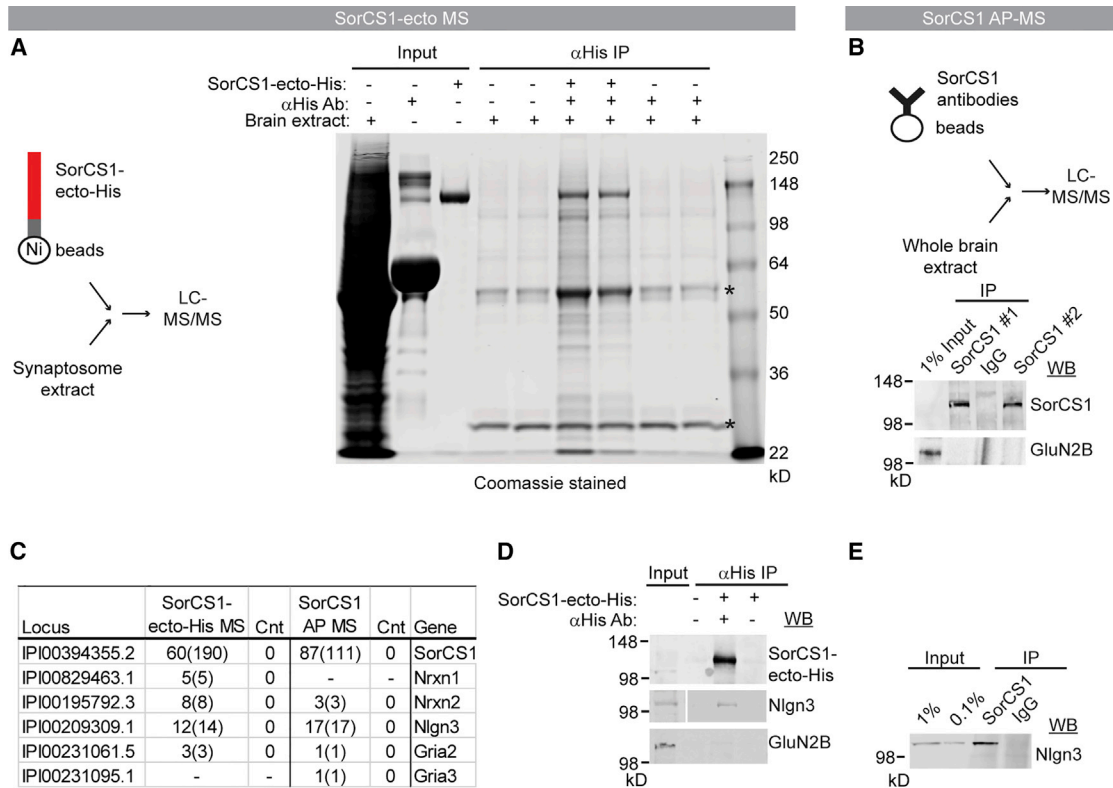 SorCS1-ecto MS
SorCS1 AP-MS
A
Input
αHis IP
SorCS1-ecto-His: - - + - - + + - -
αHis Ab: - + - - - + + + +
Brain extract: + - - + + + + + +
SorCS1-
ecto-His
Ni
beads
LC-
MS/MS
Synaptosome
extract
250
148
98
64
*
50
36
*
22
kD
Coomassie stained
B
SorCS1
antibodies
beads
LC-
MS/MS
Whole brain
extract
IP
1% Input
SorCS1 #1
IgG
SorCS1 #2
WB
148
SorCS1
98
GluN2B
98
kD
C
Locus SorCS1-ecto-His MS Cnt SorCS1 AP MS Cnt Gene
IPI00394355.2 60(190) 0 87(111) 0 SorCS1
IPI00829463.1 5(5) 0 - - Nrxn1
IPI00195792.3 8(8) 0 3(3) 0 Nrxn2
IPI00209309.1 12(14) 0 17(17) 0 Nlgn3
IPI00231061.5 3(3) 0 1(1) 0 Gria2
IPI00231095.1 - - 1(1) 0 Gria3
D
Input
αHis IP
SorCS1-ecto-His: - + +
αHis Ab: - + -
WB
148
SorCS1-
ecto-His
98
Nlgn3
98
GluN2B
98
kD
E
Input
IP
1%
0.1%
SorCS1
IgG
WB
98
Nlgn3
kD